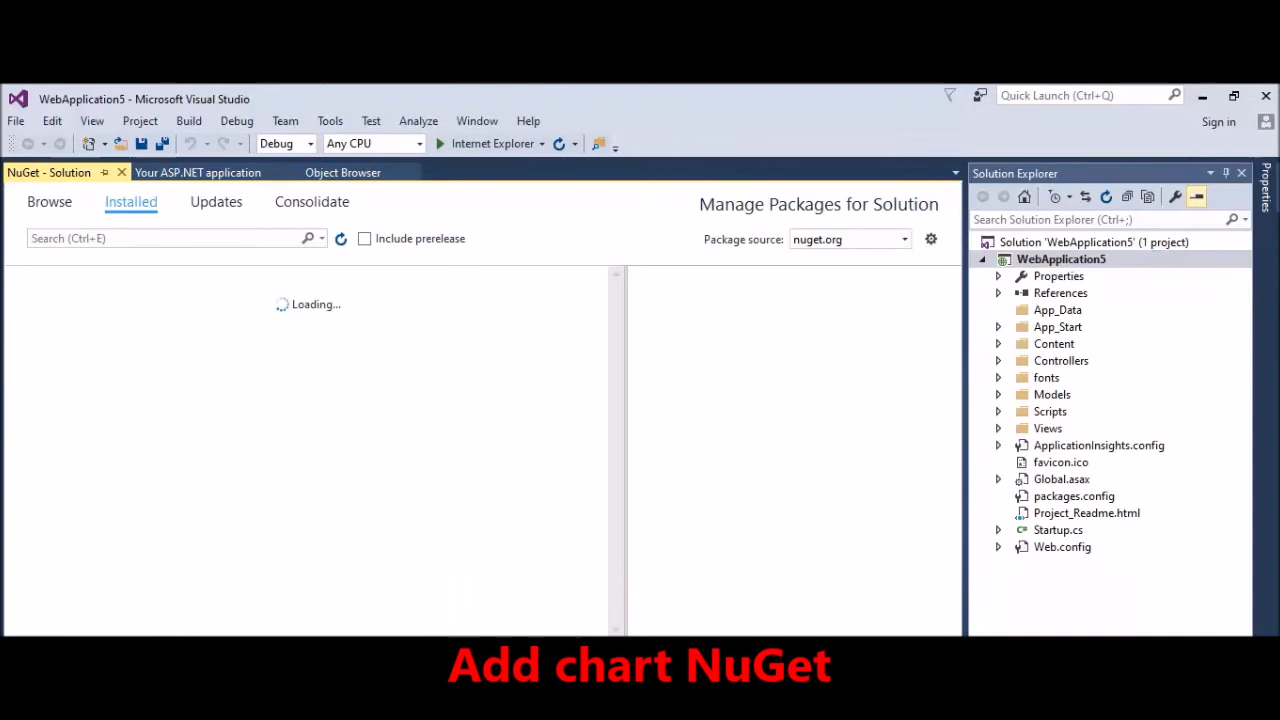 WebApplication5 - Microsoft Visual Studio
Quick Launch (Ctrl+Q)
File Edit View Project Build Debug Team Tools Test Analyze Window Help
Sign in
Debug Any CPU Internet Explorer
NuGet - Solution Your ASP.NET application Object Browser
Solution Explorer
Properties
Browse Installed Updates Consolidate
Manage Packages for Solution
Search (Ctrl+E)
Include prerelease
Package source: nuget.org
Loading...
Search Solution Explorer (Ctrl+;)
Solution 'WebApplication5' (1 project)
WebApplication5
Properties
References
App_Data
App_Start
Content
Controllers
fonts
Models
Scripts
Views
ApplicationInsights.config
favicon.ico
Global.asax
packages.config
Project_Readme.html
C# Startup.cs
Web.config
Add chart NuGet